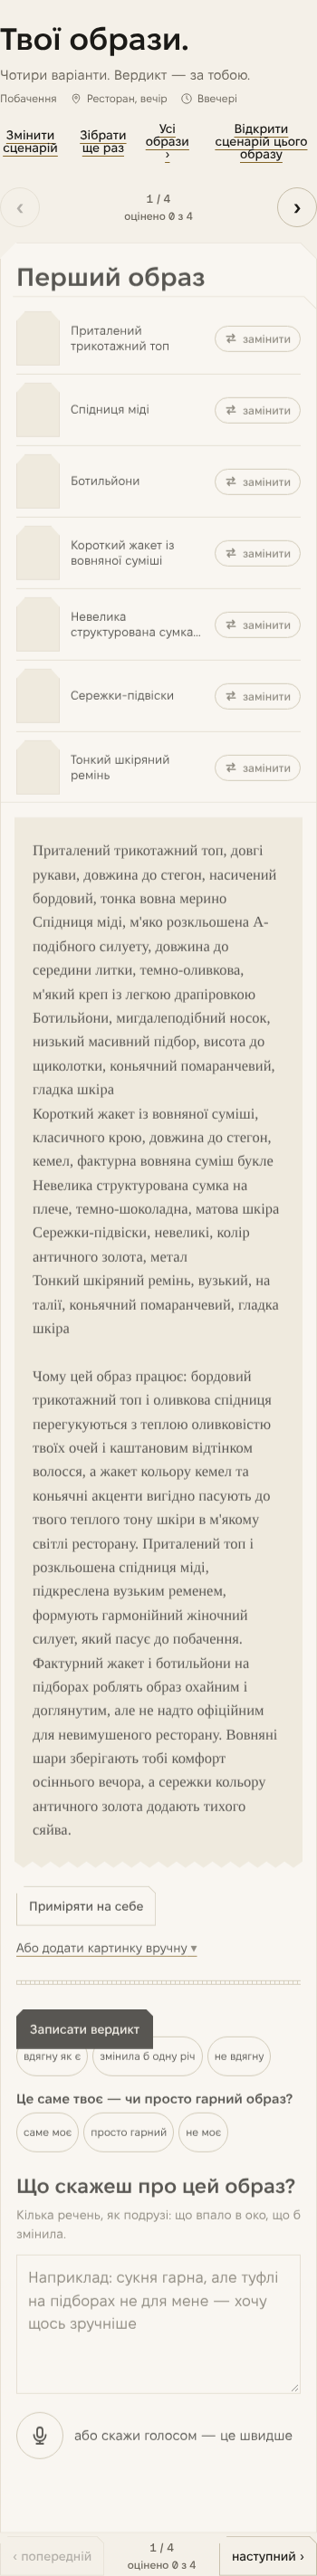 Твої образи.
Чотири варіанти. Вердикт — за тобою.
Побачення Ресторан, вечір Ввечері
Змінити сценарій
Зібрати ще раз
Усі образи ›
Відкрити сценарій цього образу
‹
1 / 4
оцінено 0 з 4
›
Перший образ
Приталений
трикотажний топ
замінити
Спідниця міді
замінити
Ботильйони
замінити
Короткий жакет із
вовняної суміші
замінити
Невелика
структурована сумка...
замінити
Сережки-підвіски
замінити
Тонкий шкіряний
ремінь
замінити
Приталений трикотажний топ, довгі
рукави, довжина до стегон, насичений
бордовий, тонка вовна мерино
Спідниця міді, м'яко розкльошена А-
подібного силуету, довжина до
середини литки, темно-оливкова,
м'який креп із легкою драпіровкою
Ботильйони, мигдалеподібний носок,
низький масивний підбор, висота до
щиколотки, коньячний помаранчевий,
гладка шкіра
Короткий жакет із вовняної суміші,
класичного крою, довжина до стегон,
кемел, фактурна вовняна суміш букле
Невелика структурована сумка на
плече, темно-шоколадна, матова шкіра
Сережки-підвіски, невеликі, колір
античного золота, метал
Тонкий шкіряний ремінь, вузький, на
талії, коньячний помаранчевий, гладка
шкіра
Чому цей образ працює: бордовий
трикотажний топ і оливкова спідниця
перегукуються з теплою оливковістю
твоїх очей і каштановим відтінком
волосся, а жакет кольору кемел та
коньячні акценти вигідно пасують до
твого теплого тону шкіри в м'якому
світлі ресторану. Приталений топ і
розкльошена спідниця міді,
підкреслена вузьким ременем,
формують гармонійний жіночний
силует, який пасує до побачення.
Фактурний жакет і ботильйони на
підборах роблять образ охайним і
доглянутим, але не надто офіційним
для невимушеного ресторану. Вовняні
шари зберігають тобі комфорт
осіннього вечора, а сережки кольору
античного золота додають тихого
сяйва.
Приміряти на себе
Або додати картинку вручну ▾
Записати вердикт
вдягну як є змінила б одну річ не вдягну
Це саме твоє — чи просто гарний образ?
саме моє просто гарний не моє
Що скажеш про цей образ?
Кілька речень, як подрузі: що впало в око, що б
змінила.
Наприклад: сукня гарна, але туфлі
на підборах не для мене — хочу
щось зручніше
або скажи голосом — це швидше
‹ попередній
1 / 4
оцінено 0 з 4
наступний ›